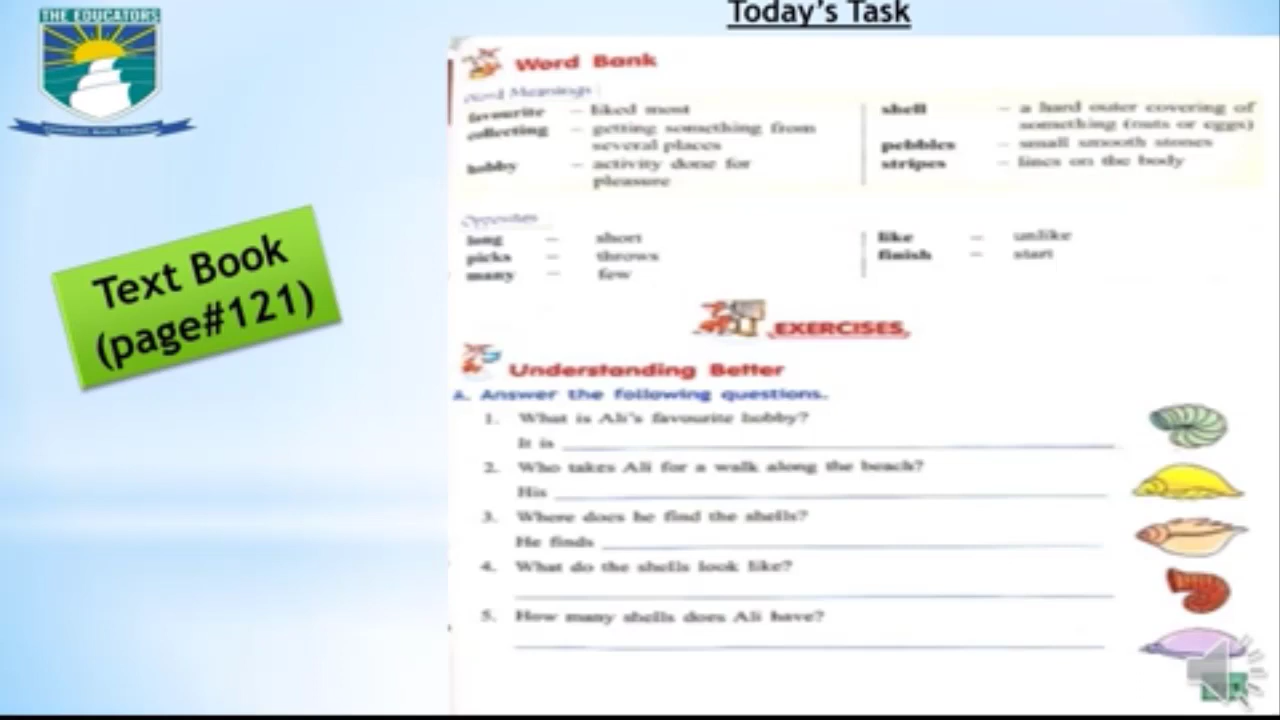 Today's Task
THE EDUCATORS
Text Book
(page#121)
Word Bank
Word Meanings
favourite – liked most
collecting – getting something from
several places
hobby – activity done for
pleasure
shell – a hard outer covering of
something (nuts or eggs)
pebbles – small smooth stones
stripes – lines on the body
Opposites
long – short
picks – throws
many – few
like – unlike
finish – start
EXERCISES
Understanding Better
A. Answer the following questions.
1. What is Ali's favourite hobby?
It is
2. Who takes Ali for a walk along the beach?
His
3. Where does he find the shells?
He finds
4. What do the shells look like?
5. How many shells does Ali have?